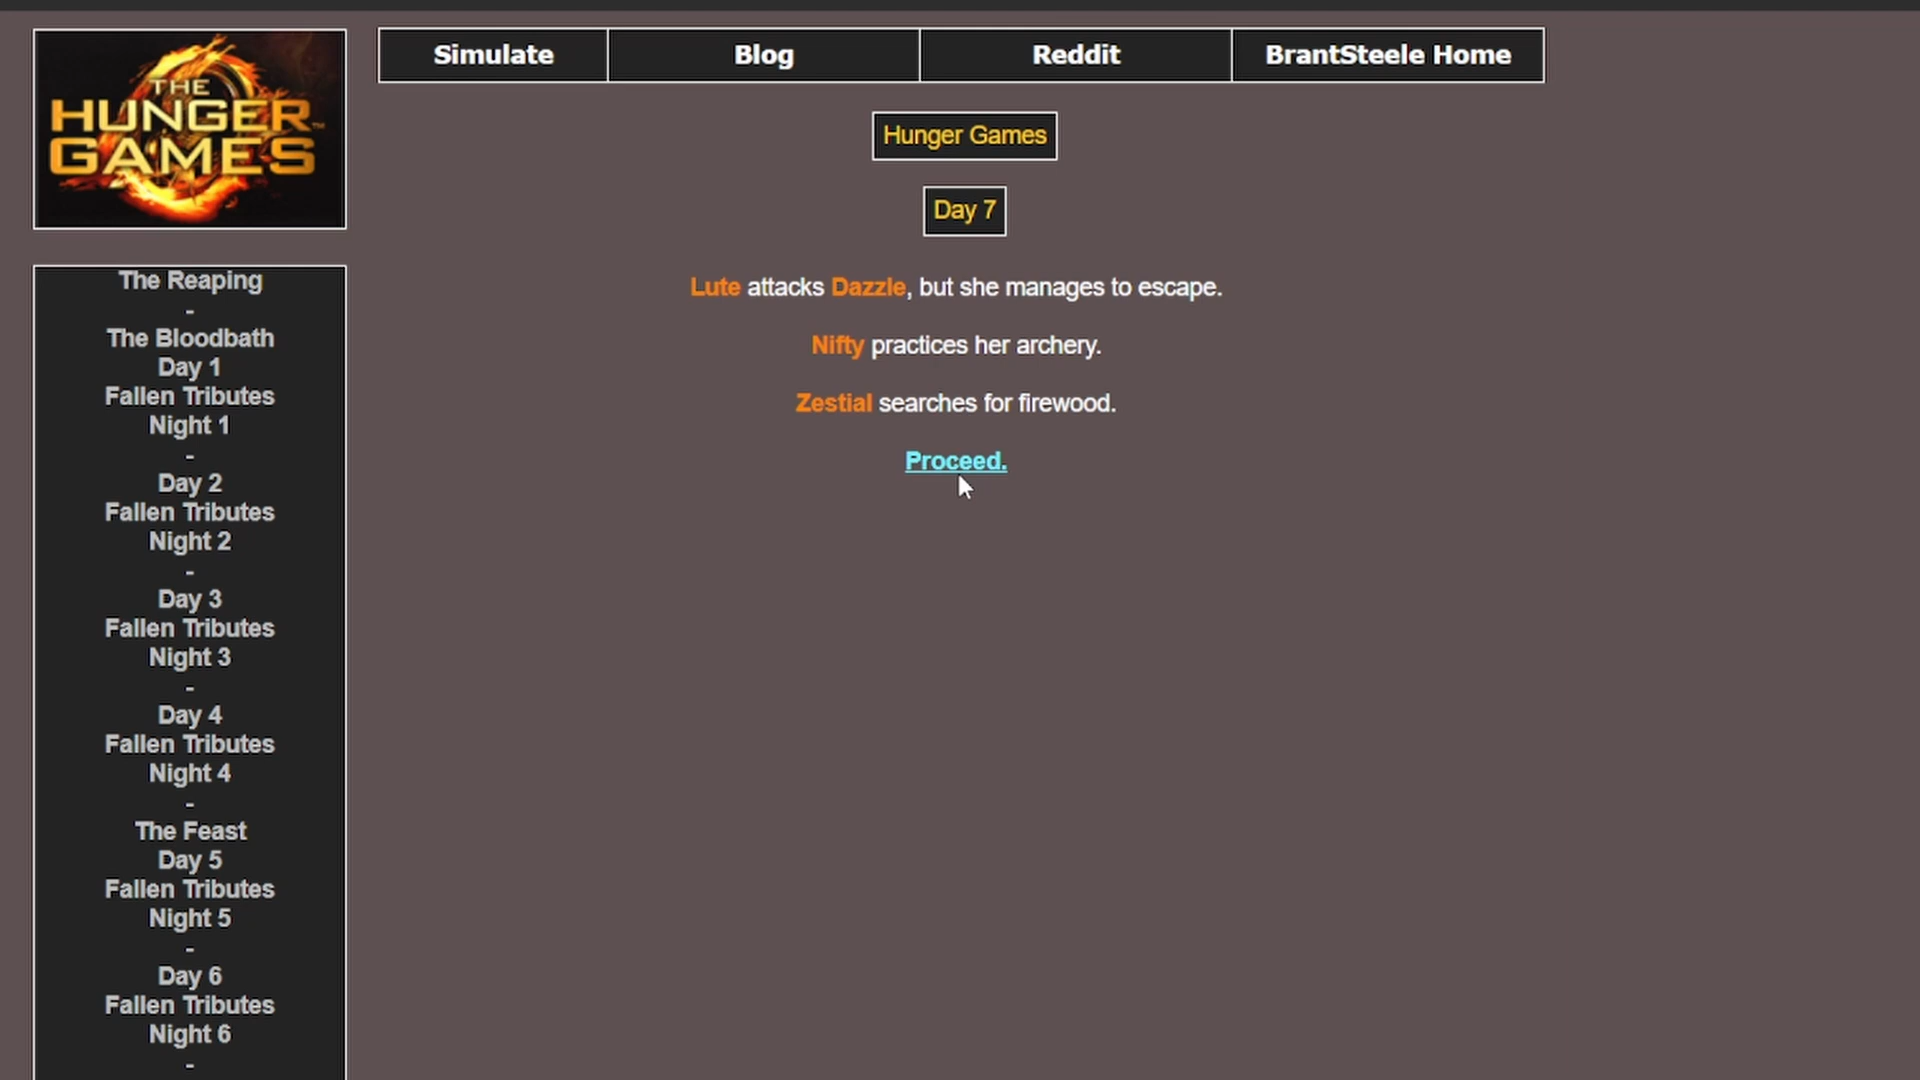 THE
HUNGER
GAMES™
Simulate
Blog
Reddit
BrantSteele Home
Hunger Games
Day 7
Lute attacks Dazzle, but she manages to escape.
Nifty practices her archery.
Zestial searches for firewood.
Proceed.
The Reaping
-
The Bloodbath
Day 1
Fallen Tributes
Night 1
-
Day 2
Fallen Tributes
Night 2
-
Day 3
Fallen Tributes
Night 3
-
Day 4
Fallen Tributes
Night 4
-
The Feast
Day 5
Fallen Tributes
Night 5
-
Day 6
Fallen Tributes
Night 6
-